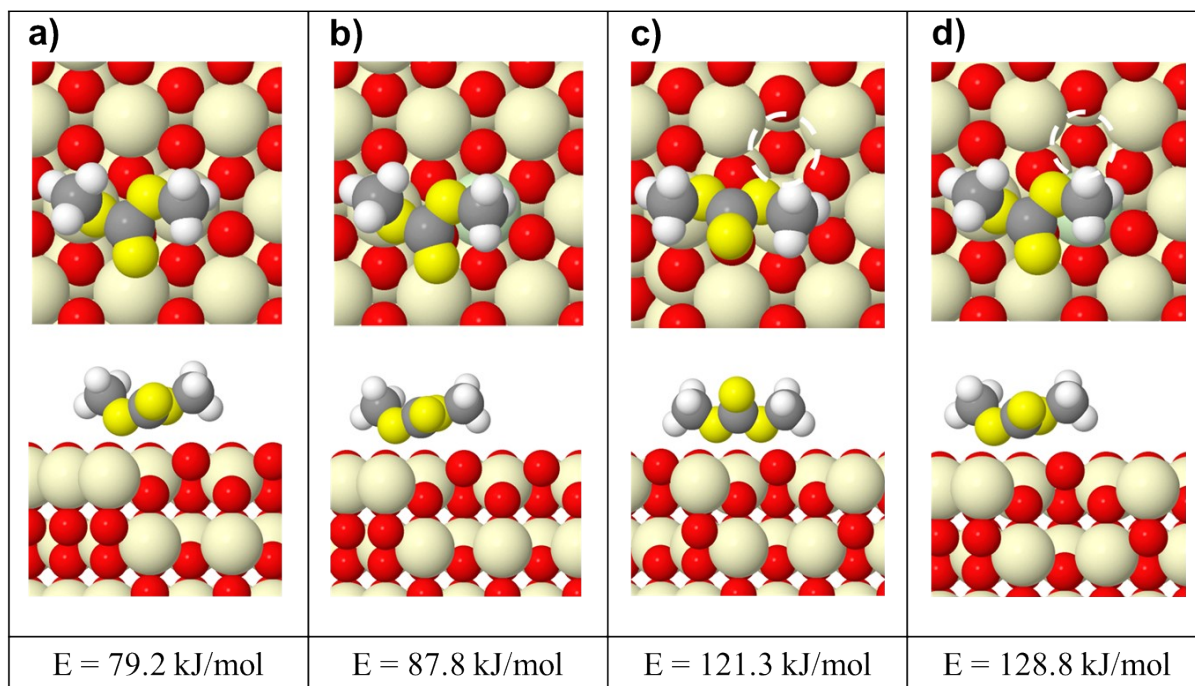 a)
b)
c)
d)
E = 79.2 kJ/mol
E = 87.8 kJ/mol
E = 121.3 kJ/mol
E = 128.8 kJ/mol